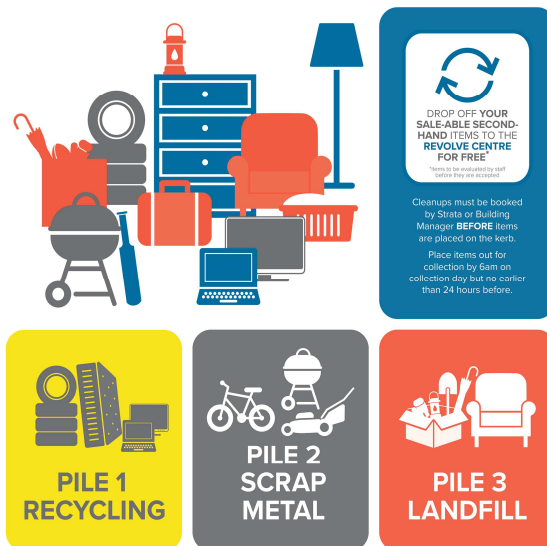 DROP OFF YOUR
SALE-ABLE SECOND-
HAND ITEMS TO THE
REVOLVE CENTRE
FOR FREE*
*Items to be evaluated by staff
before they are accepted
Cleanups must be booked
by Strata or Building
Manager BEFORE items
are placed on the kerb.
Place items out for
collection by 6am on
collection day but no earlier
than 24 hours before.
PILE 1
RECYCLING
PILE 2
SCRAP
METAL
PILE 3
LANDFILL